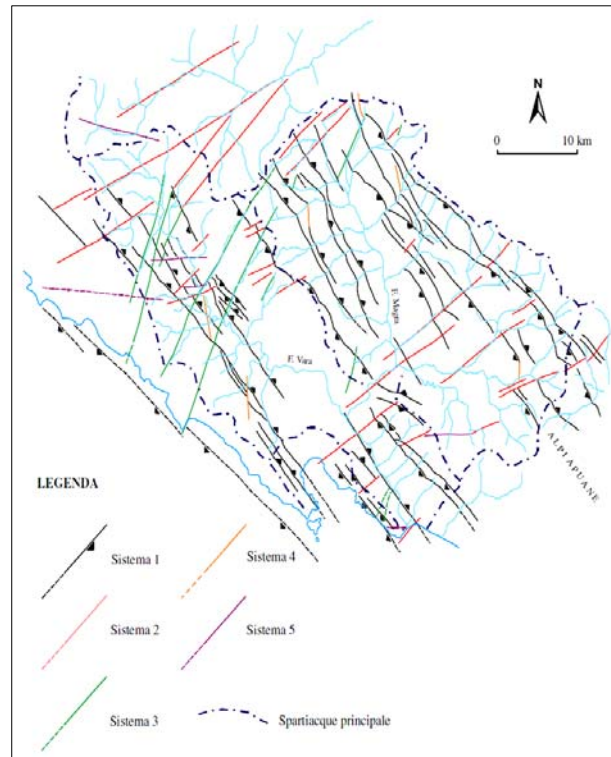 N
0 10 km
F. Magra
F. Vara
ALPI APUANE
LEGENDA
Sistema 1
Sistema 4
Sistema 2
Sistema 5
Sistema 3
Spartiacque principale